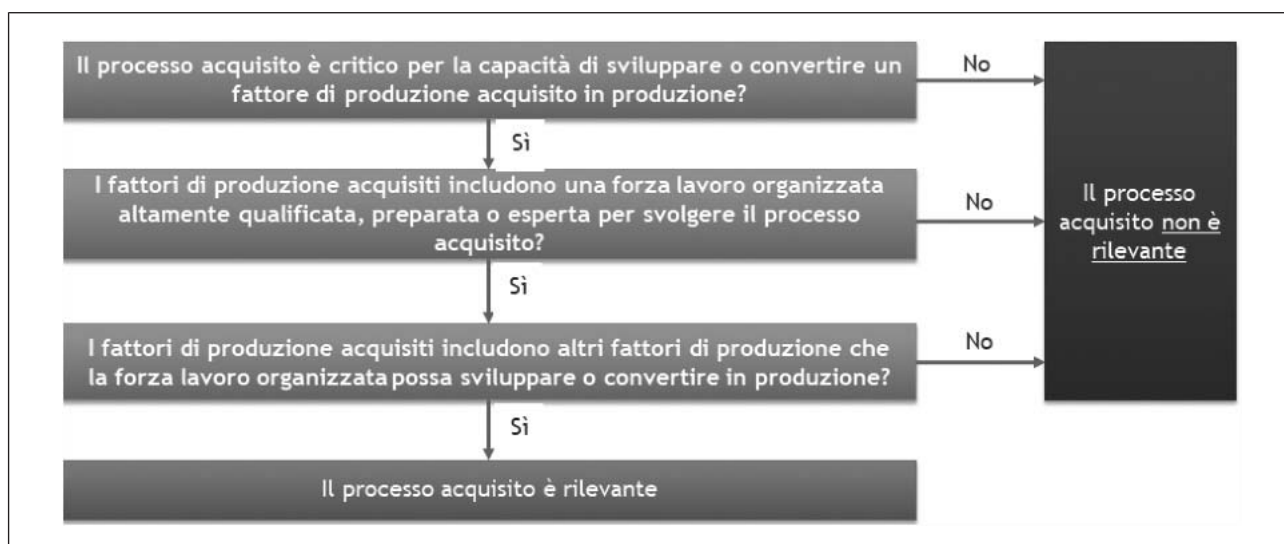 Il processo acquisito è critico per la capacità di sviluppare o convertire un
fattore di produzione acquisito in produzione?
No
Sì
I fattori di produzione acquisiti includono una forza lavoro organizzata
altamente qualificata, preparata o esperta per svolgere il processo
acquisito?
No
Il processo
acquisito non è
rilevante
Sì
I fattori di produzione acquisiti includono altri fattori di produzione che
la forza lavoro organizzata possa sviluppare o convertire in produzione?
No
Sì
Il processo acquisito è rilevante